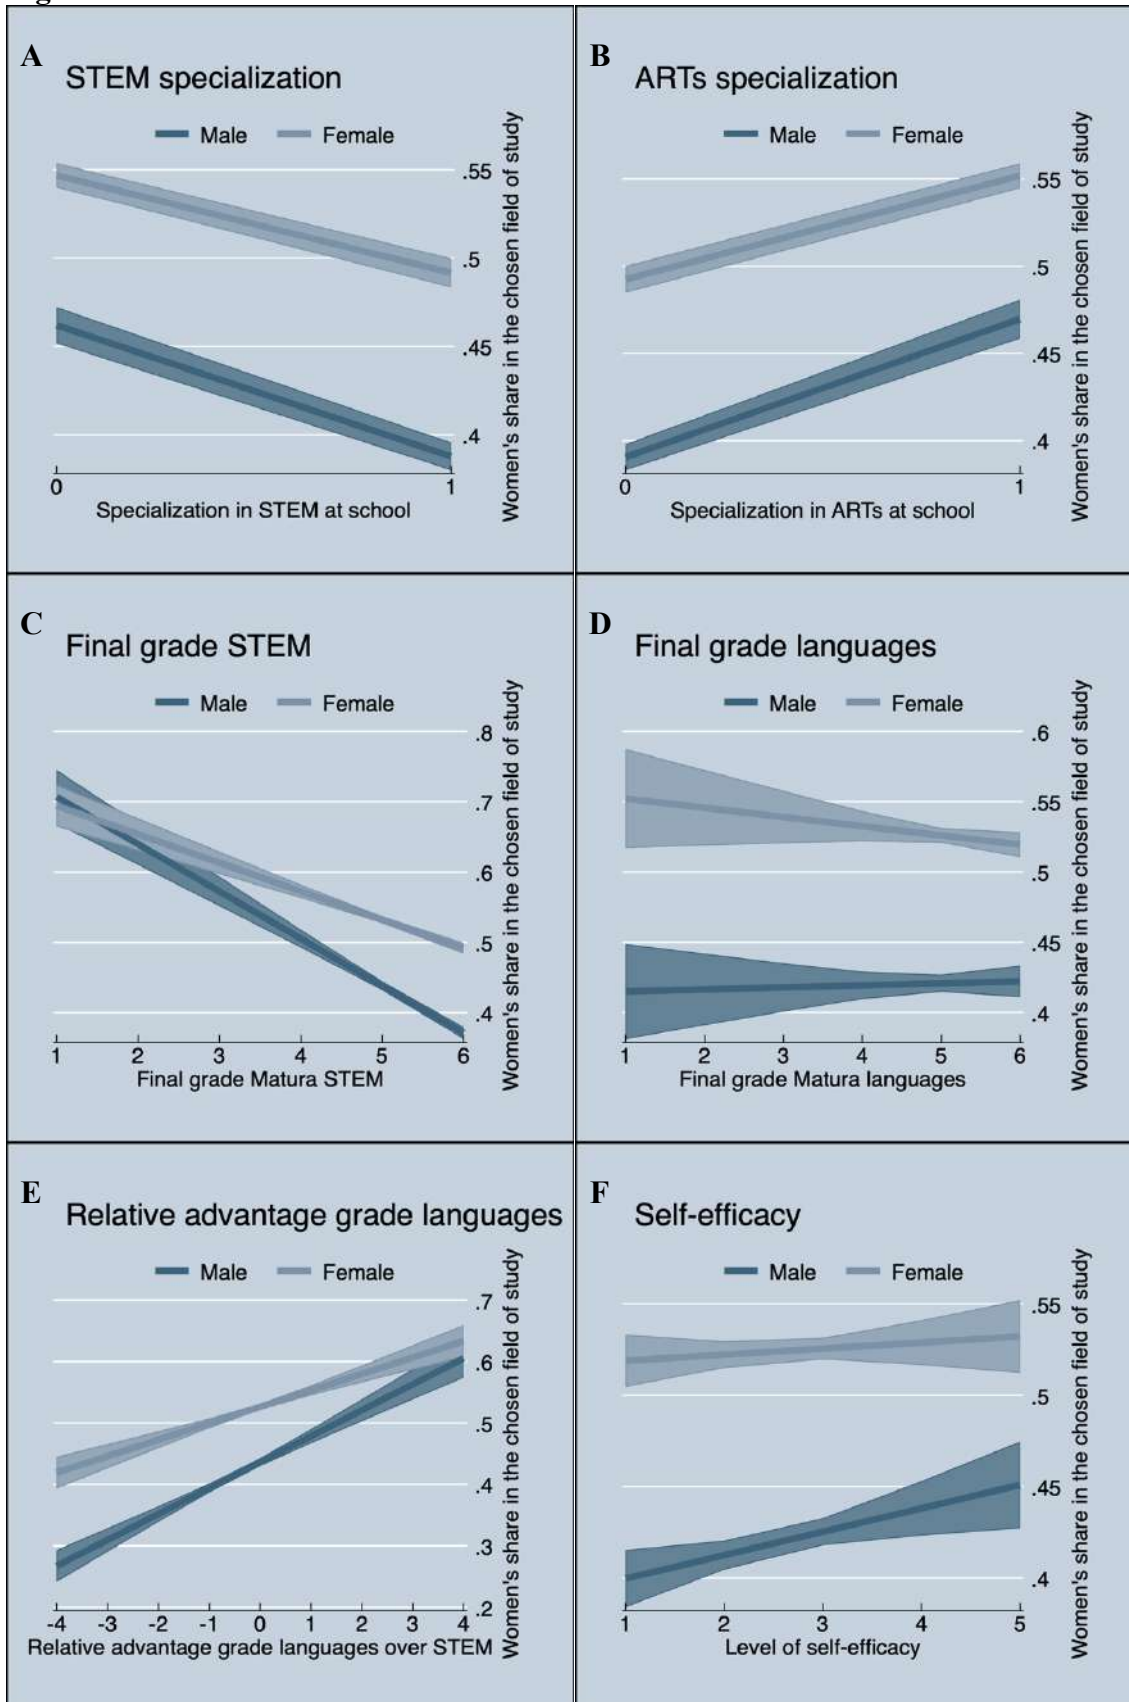 A
STEM specialization
Male Female
.55
.5
.45
.4
Women's share in the chosen field of study
0 1
Specialization in STEM at school
B
ARTs specialization
Male Female
.55
.5
.45
.4
Women's share in the chosen field of study
0 1
Specialization in ARTs at school
C
Final grade STEM
Male Female
.8
.7
.6
.5
.4
Women's share in the chosen field of study
1 2 3 4 5 6
Final grade Matura STEM
D
Final grade languages
Male Female
.6
.55
.5
.45
.4
Women's share in the chosen field of study
1 2 3 4 5 6
Final grade Matura languages
E
Relative advantage grade languages
Male Female
.7
.6
.5
.4
.3
.2
Women's share in the chosen field of study
-4 -3 -2 -1 0 1 2 3 4
Relative advantage grade languages over STEM
F
Self-efficacy
Male Female
.55
.5
.45
.4
Women's share in the chosen field of study
1 2 3 4 5
Level of self-efficacy